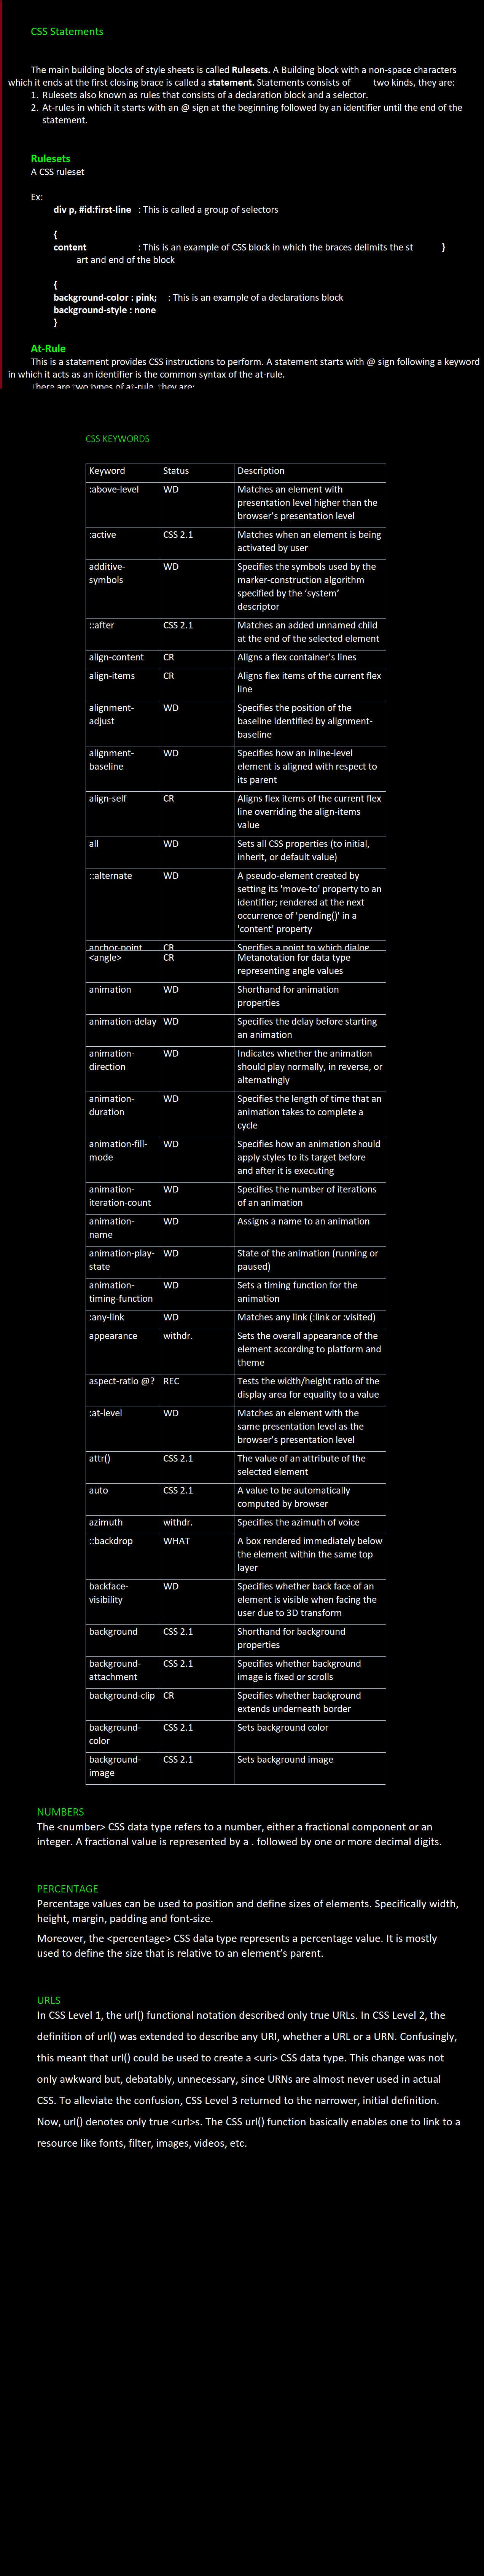 CSS Statements
The main building blocks of style sheets is called Rulesets. A Building block with a non-space characters
which it ends at the first closing brace is called a statement. Statements consists of two kinds, they are:
1. Rulesets also known as rules that consists of a declaration block and a selector.
2. At-rules in which it starts with an @ sign at the beginning followed by an identifier until the end of the
statement.
Rulesets
A CSS ruleset
Ex:
div p, #id:first-line : This is called a group of selectors
{
content : This is an example of CSS block in which the braces delimits the st }
art and end of the block
{
background-color : pink; : This is an example of a declarations block
background-style : none
}
At-Rule
This is a statement provides CSS instructions to perform. A statement starts with @ sign following a keyword
in which it acts as an identifier is the common syntax of the at-rule.
There are two types of at-rule, they are:
CSS KEYWORDS
Keyword Status Description
:above-level WD Matches an element with
presentation level higher than the
browser's presentation level
:active CSS 2.1 Matches when an element is being
activated by user
additive- WD Specifies the symbols used by the
symbols marker-construction algorithm
specified by the ‘system’
descriptor
::after CSS 2.1 Matches an added unnamed child
at the end of the selected element
align-content CR Aligns a flex container's lines
align-items CR Aligns flex items of the current flex
line
alignment- WD Specifies the position of the
adjust baseline identified by alignment-
baseline
alignment- WD Specifies how an inline-level
baseline element is aligned with respect to
its parent
align-self CR Aligns flex items of the current flex
line overriding the align-items
value
all WD Sets all CSS properties (to initial,
inherit, or default value)
::alternate WD A pseudo-element created by
setting its 'move-to' property to an
identifier; rendered at the next
occurrence of 'pending()' in a
'content' property
anchor-point CR Specifies a point to which dialog
<angle> CR Metanotation for data type
representing angle values
animation WD Shorthand for animation
properties
animation-delay WD Specifies the delay before starting
an animation
animation- WD Indicates whether the animation
direction should play normally, in reverse, or
alternatingly
animation- WD Specifies the length of time that an
duration animation takes to complete a
cycle
animation-fill- WD Specifies how an animation should
mode apply styles to its target before
and after it is executing
animation- WD Specifies the number of iterations
iteration-count of an animation
animation- WD Assigns a name to an animation
name
animation-play- WD State of the animation (running or
state paused)
animation- WD Sets a timing function for the
timing-function animation
:any-link WD Matches any link (:link or :visited)
appearance withdr. Sets the overall appearance of the
element according to platform and
theme
aspect-ratio @? REC Tests the width/height ratio of the
display area for equality to a value
:at-level WD Matches an element with the
same presentation level as the
browser's presentation level
attr() CSS 2.1 The value of an attribute of the
selected element
auto CSS 2.1 A value to be automatically
computed by browser
azimuth withdr. Specifies the azimuth of voice
::backdrop WHAT A box rendered immediately below
the element within the same top
layer
backface- WD Specifies whether back face of an
visibility element is visible when facing the
user due to 3D transform
background CSS 2.1 Shorthand for background
properties
background- CSS 2.1 Specifies whether background
attachment image is fixed or scrolls
background-clip CR Specifies whether background
extends underneath border
background- CSS 2.1 Sets background color
color
background- CSS 2.1 Sets background image
image
NUMBERS
The <number> CSS data type refers to a number, either a fractional component or an
integer. A fractional value is represented by a . followed by one or more decimal digits.
PERCENTAGE
Percentage values can be used to position and define sizes of elements. Specifically width,
height, margin, padding and font-size.
Moreover, the <percentage> CSS data type represents a percentage value. It is mostly
used to define the size that is relative to an element's parent.
URLS
In CSS Level 1, the url() functional notation described only true URLs. In CSS Level 2, the
definition of url() was extended to describe any URI, whether a URL or a URN. Confusingly,
this meant that url() could be used to create a <uri> CSS data type. This change was not
only awkward but, debatably, unnecessary, since URNs are almost never used in actual
CSS. To alleviate the confusion, CSS Level 3 returned to the narrower, initial definition.
Now, url() denotes only true <url>s. The CSS url() function basically enables one to link to a
resource like fonts, filter, images, videos, etc.